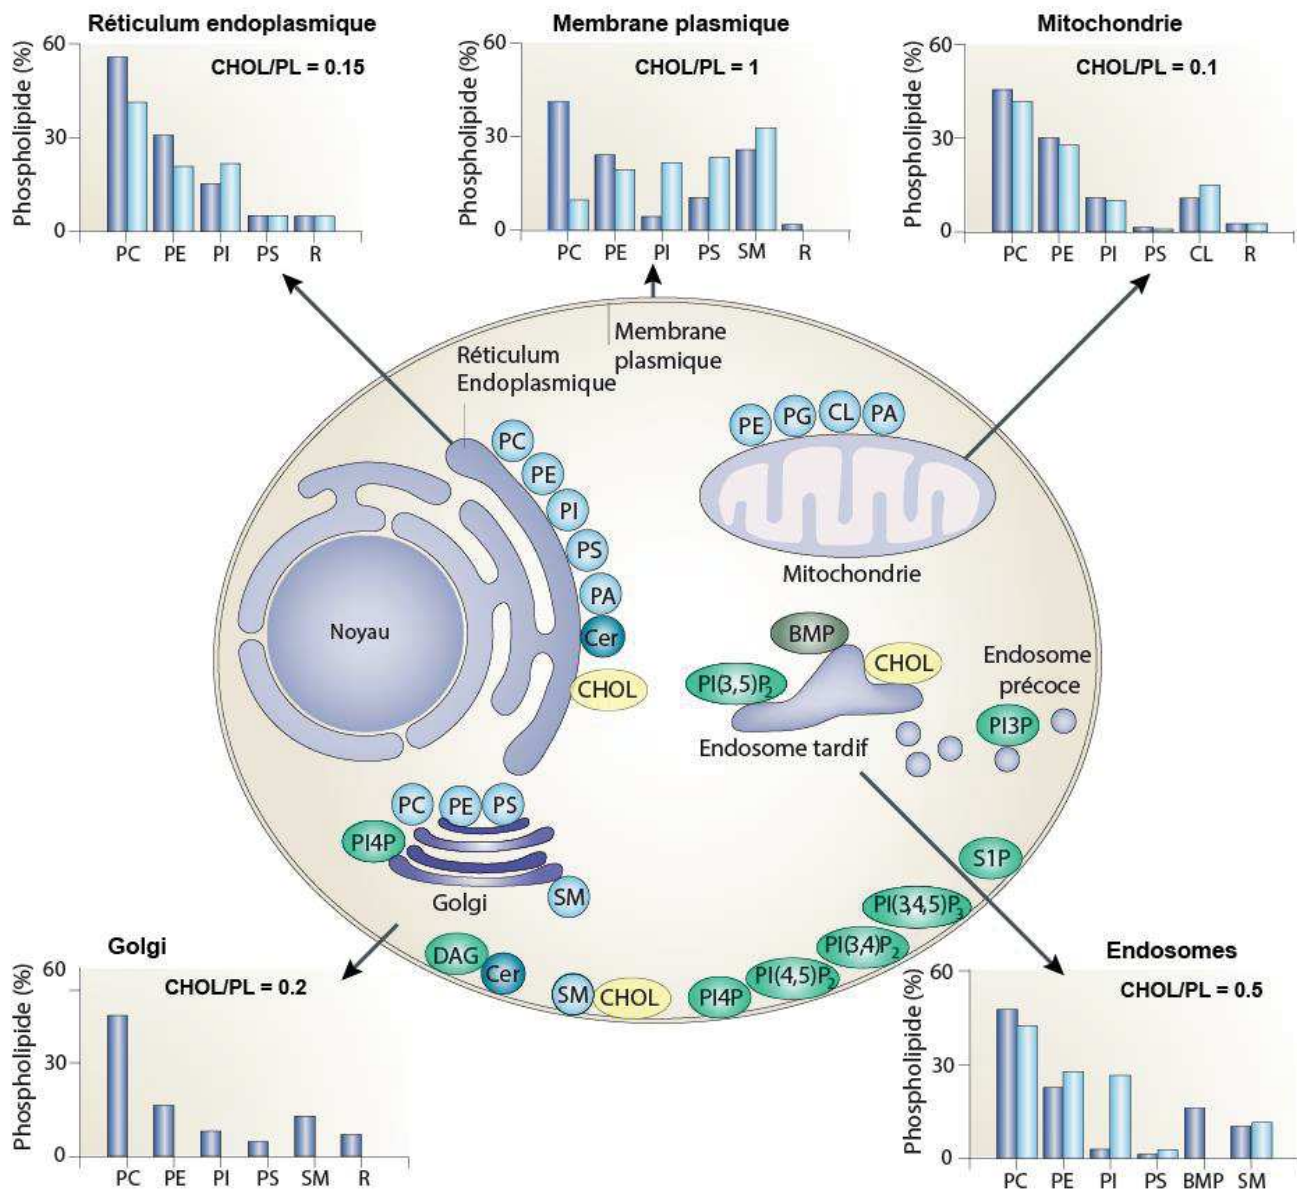 Réticulum endoplasmique
Phospholipide (%)
60
30
0
CHOL/PL = 0.15
PC PE PI PS R
Membrane plasmique
60
Phospholipide (%)
30
0
CHOL/PL = 1
PC PE PI PS SM R
Mitochondrie
60
Phospholipide (%)
30
0
CHOL/PL = 0.1
PC PE PI PS CL R
Membrane
plasmique
Réticulum
Endoplasmique
PC
PE
PI
PS
PA
Cer
CHOL
Noyau
PE PG CL PA
Mitochondrie
BMP
CHOL
PI(3,5)P2
Endosome tardif
Endosome
précoce
PI3P
PC PE PS
PI4P
SM
Golgi
S1P
PI(3,4,5)P3
PI(3,4)P2
PI(4,5)P2
PI4P
DAG
Cer
SM
CHOL
Golgi
60
Phospholipide (%)
30
0
CHOL/PL = 0.2
PC PE PI PS SM R
Endosomes
60
Phospholipide (%)
30
0
CHOL/PL = 0.5
PC PE PI PS BMP SM